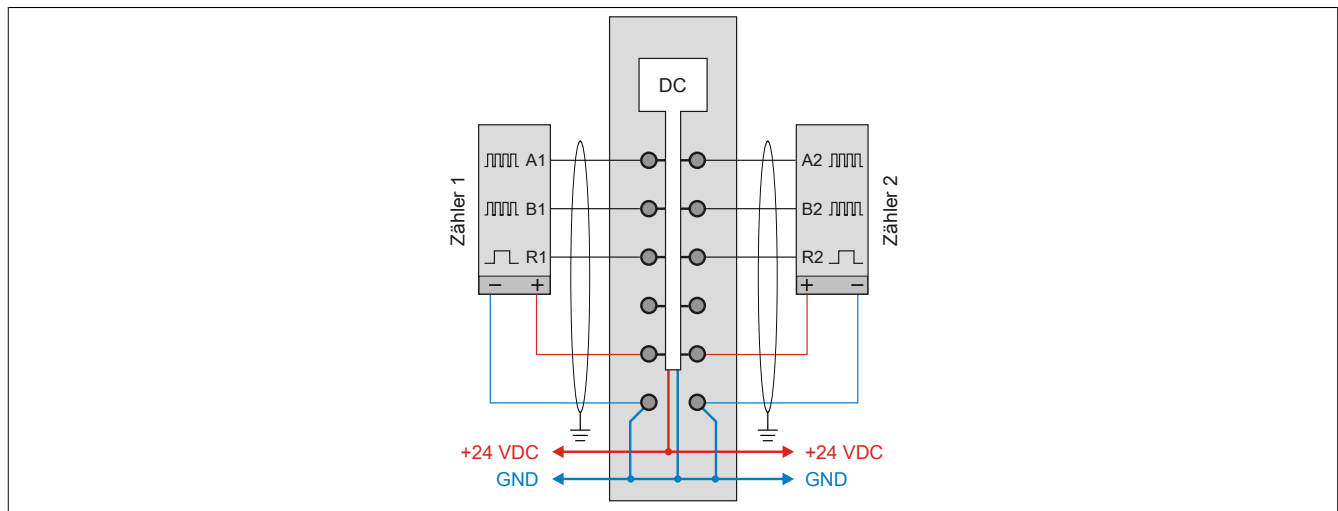 DC
Zähler 1
A1
B1
R1
− +
A2
B2
R2
+ −
Zähler 2
+24 VDC
+24 VDC
GND
GND